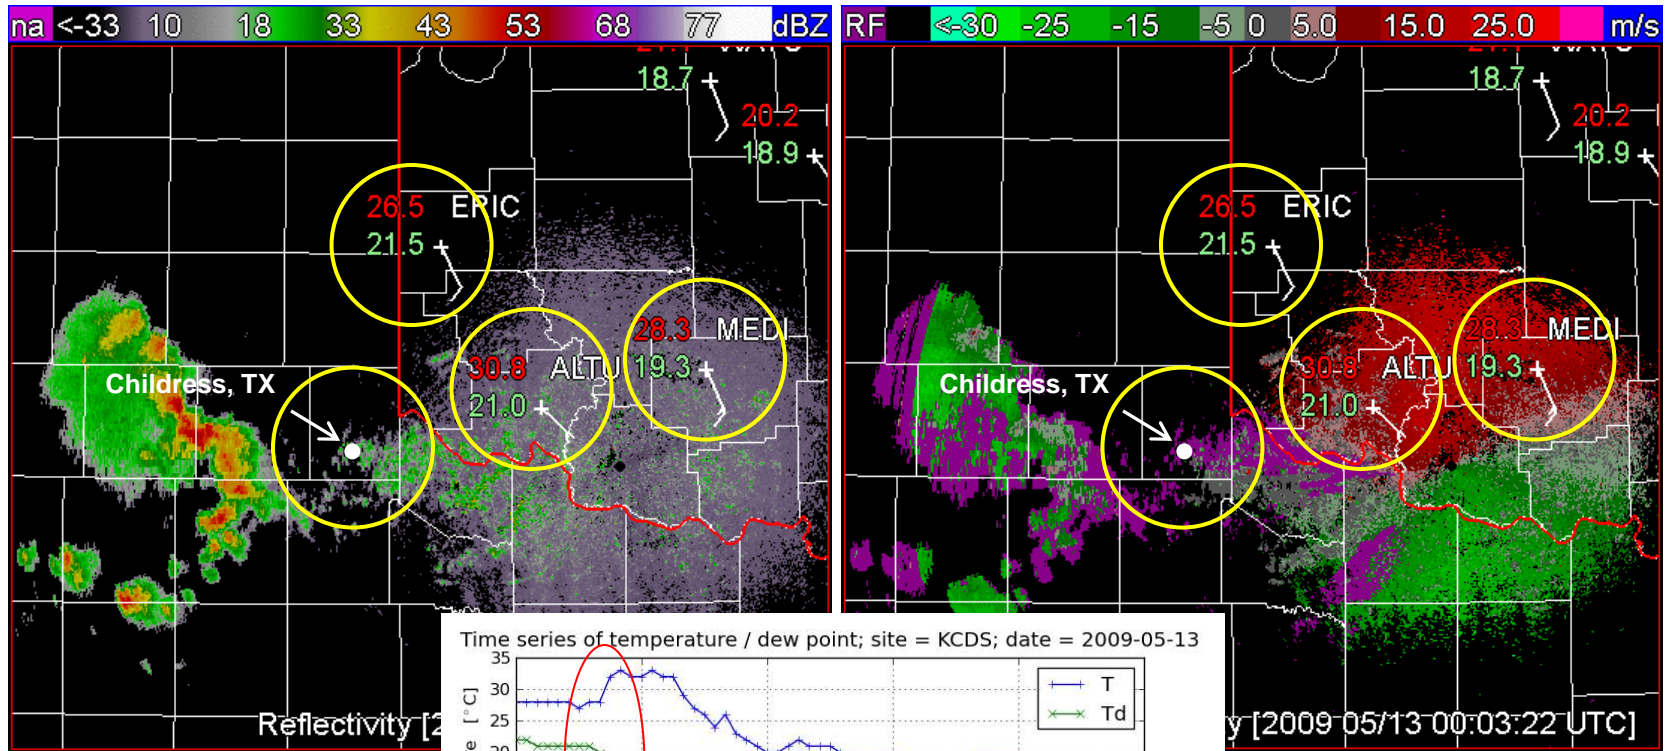 na <-33 10 18 33 43 53 68 77 dBZ
18.7
20.2
18.9
26.5 ERIC
21.5
28.3 MEDI
30.8 ALTU 19.3
Childress, TX
21.0
Reflectivity [2
RF <-30 -25 -15 -5 0 5.0 15.0 25.0 m/s
18.7
20.2
18.9
26.5 ERIC
21.5
28.3 MEDI
30.8 ALTU 19.3
Childress, TX
21.0
y [2009 05/13 00:03:22 UTC]
Time series of temperature / dew point; site = KCDS; date = 2009-05-13
35
30
25
20
[°C]
T
Td